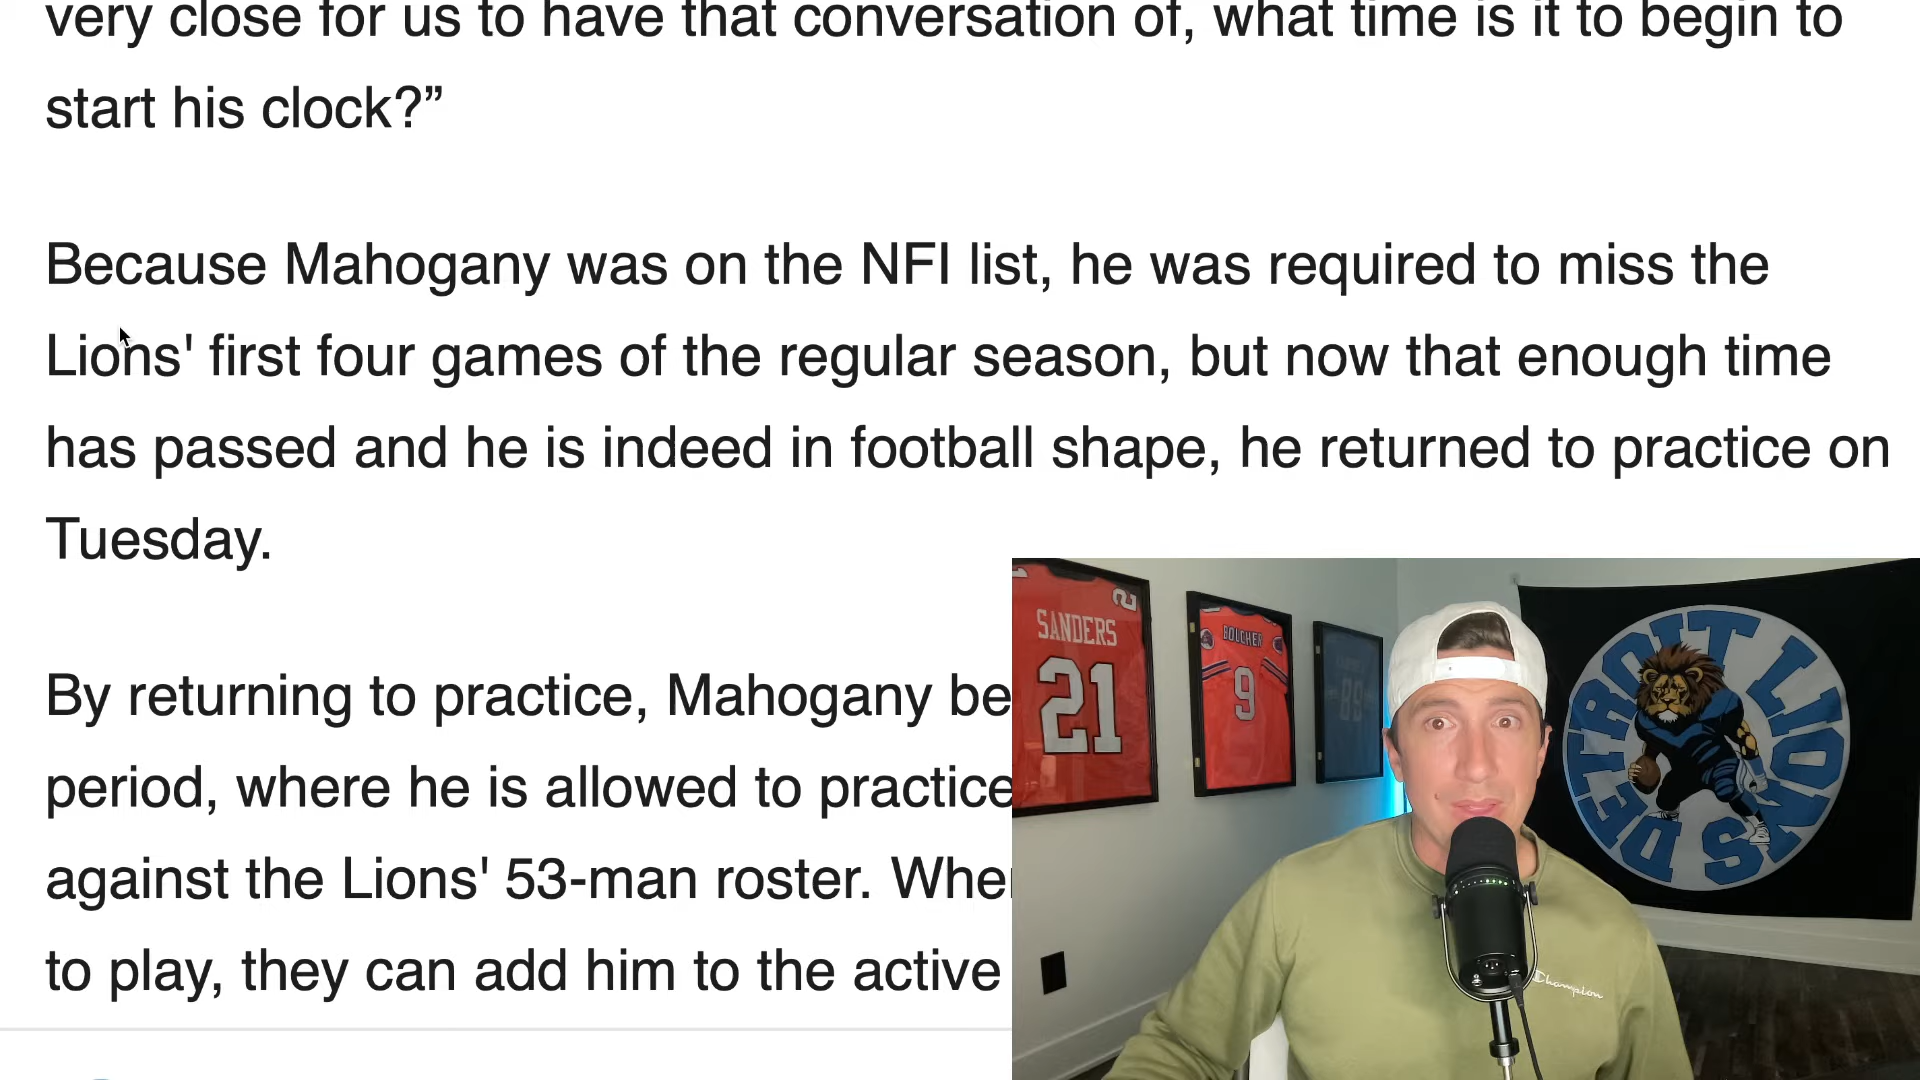 very close for us to have that conversation of, what time is it to begin to
start his clock?”
Because Mahogany was on the NFI list, he was required to miss the
Lions' first four games of the regular season, but now that enough time
has passed and he is indeed in football shape, he returned to practice on
Tuesday.
By returning to practice, Mahogany be
period, where he is allowed to practice
against the Lions' 53-man roster. Whe
to play, they can add him to the active
SANDERS
21
2
BOUCHER
9
89
DETROIT LIONS
Champion